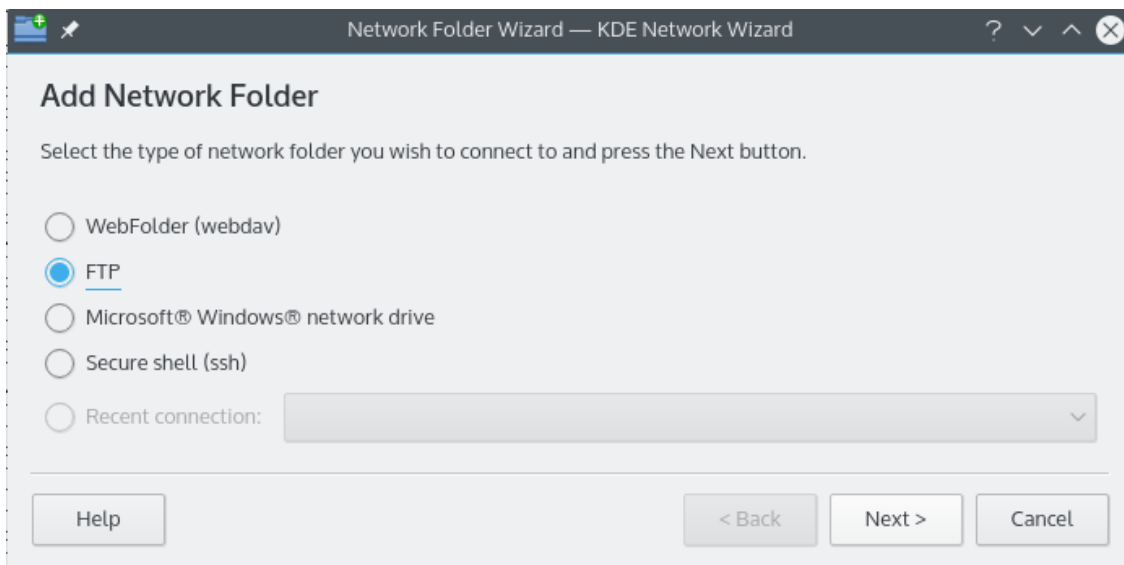 Network Folder Wizard — KDE Network Wizard
Add Network Folder
Select the type of network folder you wish to connect to and press the Next button.
WebFolder (webdav)
FTP
Microsoft® Windows® network drive
Secure shell (ssh)
Recent connection:
Help
< Back
Next >
Cancel